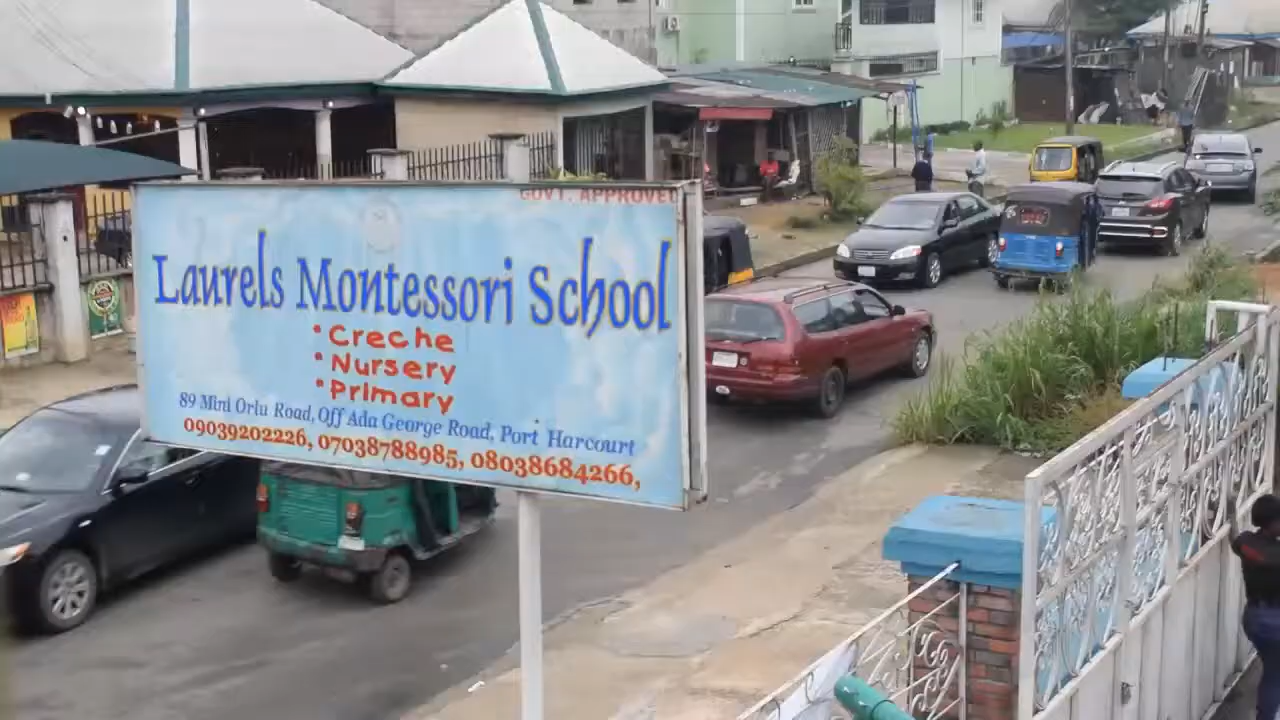 GOVT. APPROVED
Laurels Montessori School
• Creche
• Nursery
• Primary
89 Mini Orlu Road, Off Ada George Road, Port Harcourt
09039202226, 07038788985, 08038684266,